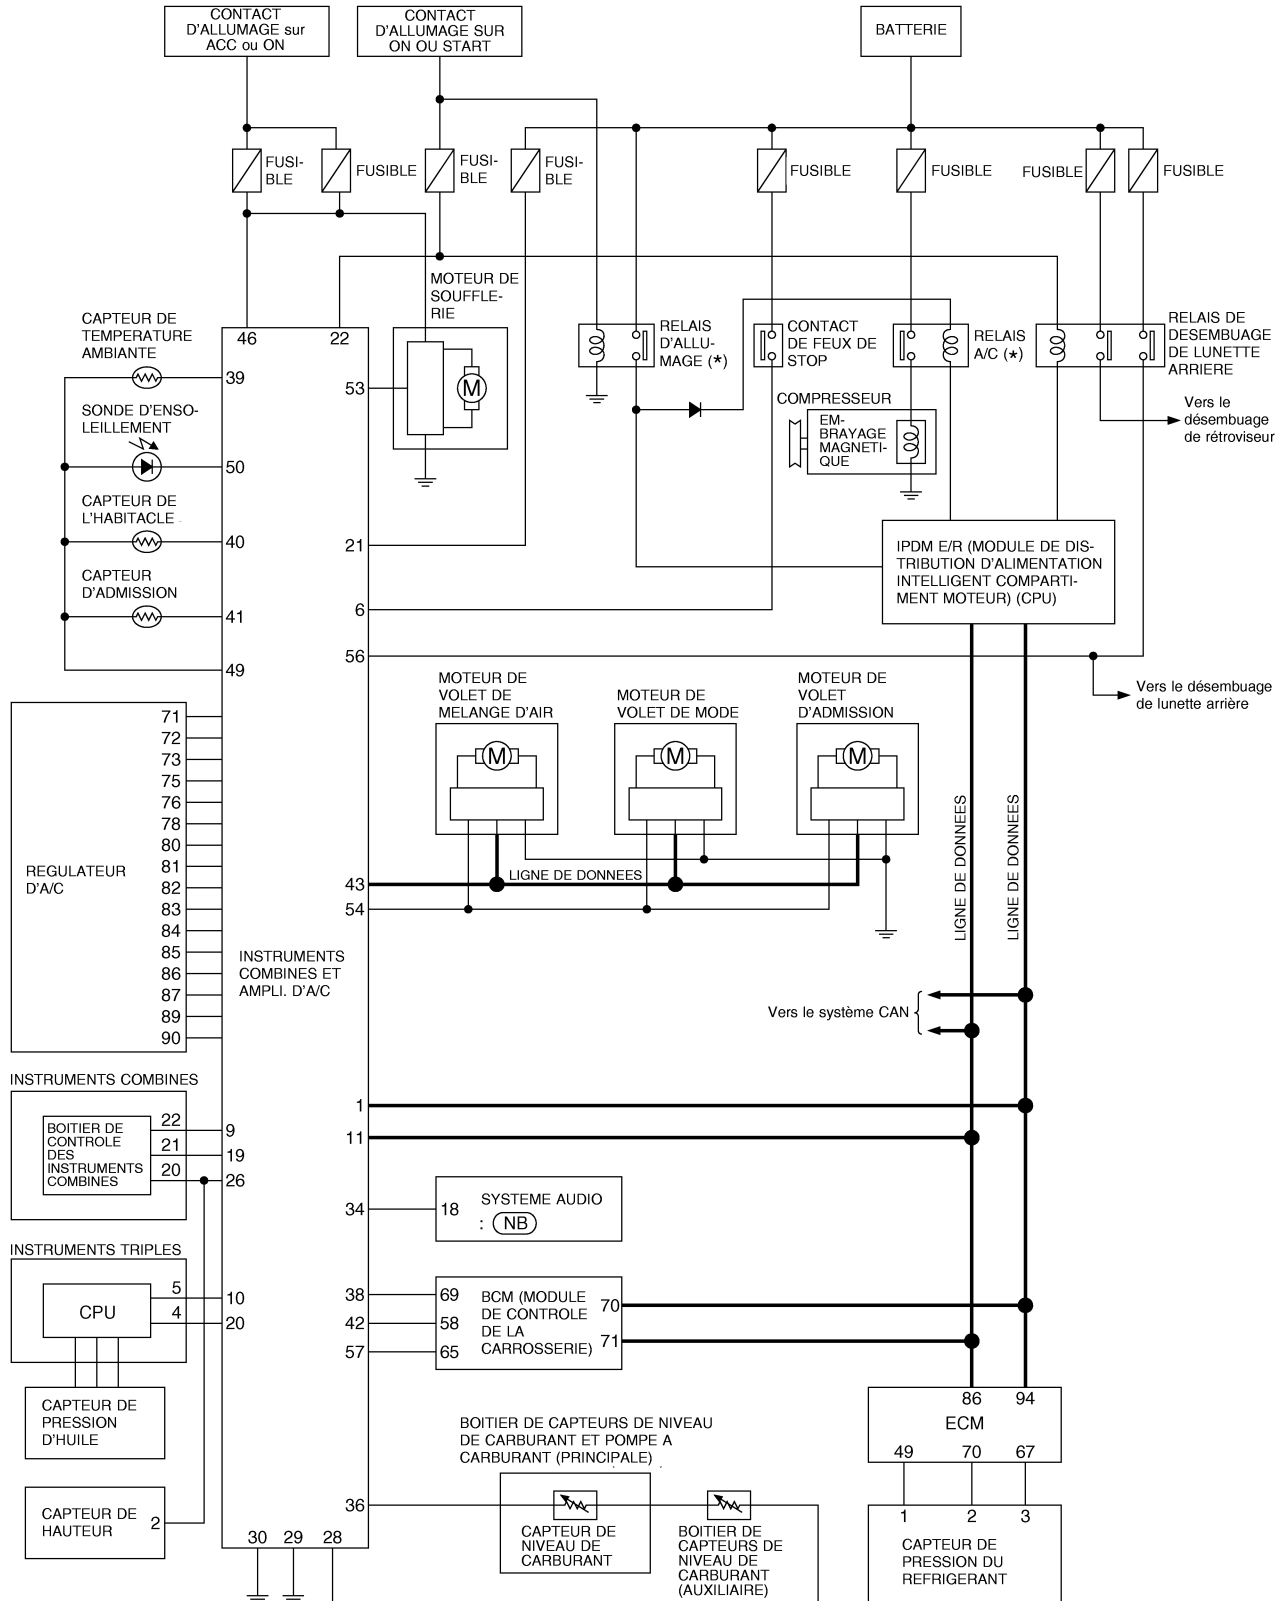 CONTACT
D'ALLUMAGE sur
ACC ou ON
CONTACT
D'ALLUMAGE SUR
ON OU START
BATTERIE
FUSI-
BLE
FUSIBLE
FUSI-
BLE
FUSI-
BLE
FUSIBLE
FUSIBLE
FUSIBLE
FUSIBLE
MOTEUR DE
SOUFFLE-
RIE
CAPTEUR DE
TEMPERATURE
AMBIANTE
46
22
RELAIS
D'ALLU-
MAGE (*)
CONTACT
DE FEUX DE
STOP
RELAIS
A/C (*)
RELAIS DE
DESEMBUAGE
DE LUNETTE
ARRIERE
39
53
M
COMPRESSEUR
EM-
BRAYAGE
MAGNETI-
QUE
Vers le
désembuage
de rétroviseur
SONDE D'ENSO-
LEILLEMENT
50
CAPTEUR DE
L'HABITACLE
40
21
IPDM E/R (MODULE DE DIS-
TRIBUTION D'ALIMENTATION
INTELLIGENT COMPARTI-
MENT MOTEUR) (CPU)
CAPTEUR
D'ADMISSION
41
6
56
49
MOTEUR DE
VOLET DE
MELANGE D'AIR
MOTEUR DE
VOLET DE MODE
MOTEUR DE
VOLET
D'ADMISSION
Vers le désembuage
de lunette arrière
M
M
M
71
72
73
75
76
78
80
81
82
83
84
85
86
87
89
90
REGULATEUR
D'A/C
43
LIGNE DE DONNEES
54
LIGNE DE DONNEES
LIGNE DE DONNEES
INSTRUMENTS
COMBINES ET
AMPLI. D'A/C
Vers le système CAN
INSTRUMENTS COMBINES
BOITIER DE
CONTROLE
DES
INSTRUMENTS
COMBINES
22
21
20
9
19
26
1
11
34
18
SYSTEME AUDIO
: NB
INSTRUMENTS TRIPLES
CPU
5
4
10
20
38
42
57
69
58
65
BCM (MODULE
DE CONTROLE
DE LA
CARROSSERIE)
70
71
CAPTEUR DE
PRESSION
D'HUILE
86
94
ECM
49
70
67
BOITIER DE CAPTEURS DE NIVEAU
DE CARBURANT ET POMPE A
CARBURANT (PRINCIPALE)
CAPTEUR DE
HAUTEUR
2
36
CAPTEUR DE
NIVEAU DE
CARBURANT
BOITIER DE
CAPTEURS DE
NIVEAU DE
CARBURANT
(AUXILIAIRE)
1
2
3
CAPTEUR DE
PRESSION DU
REFRIGERANT
30
29
28